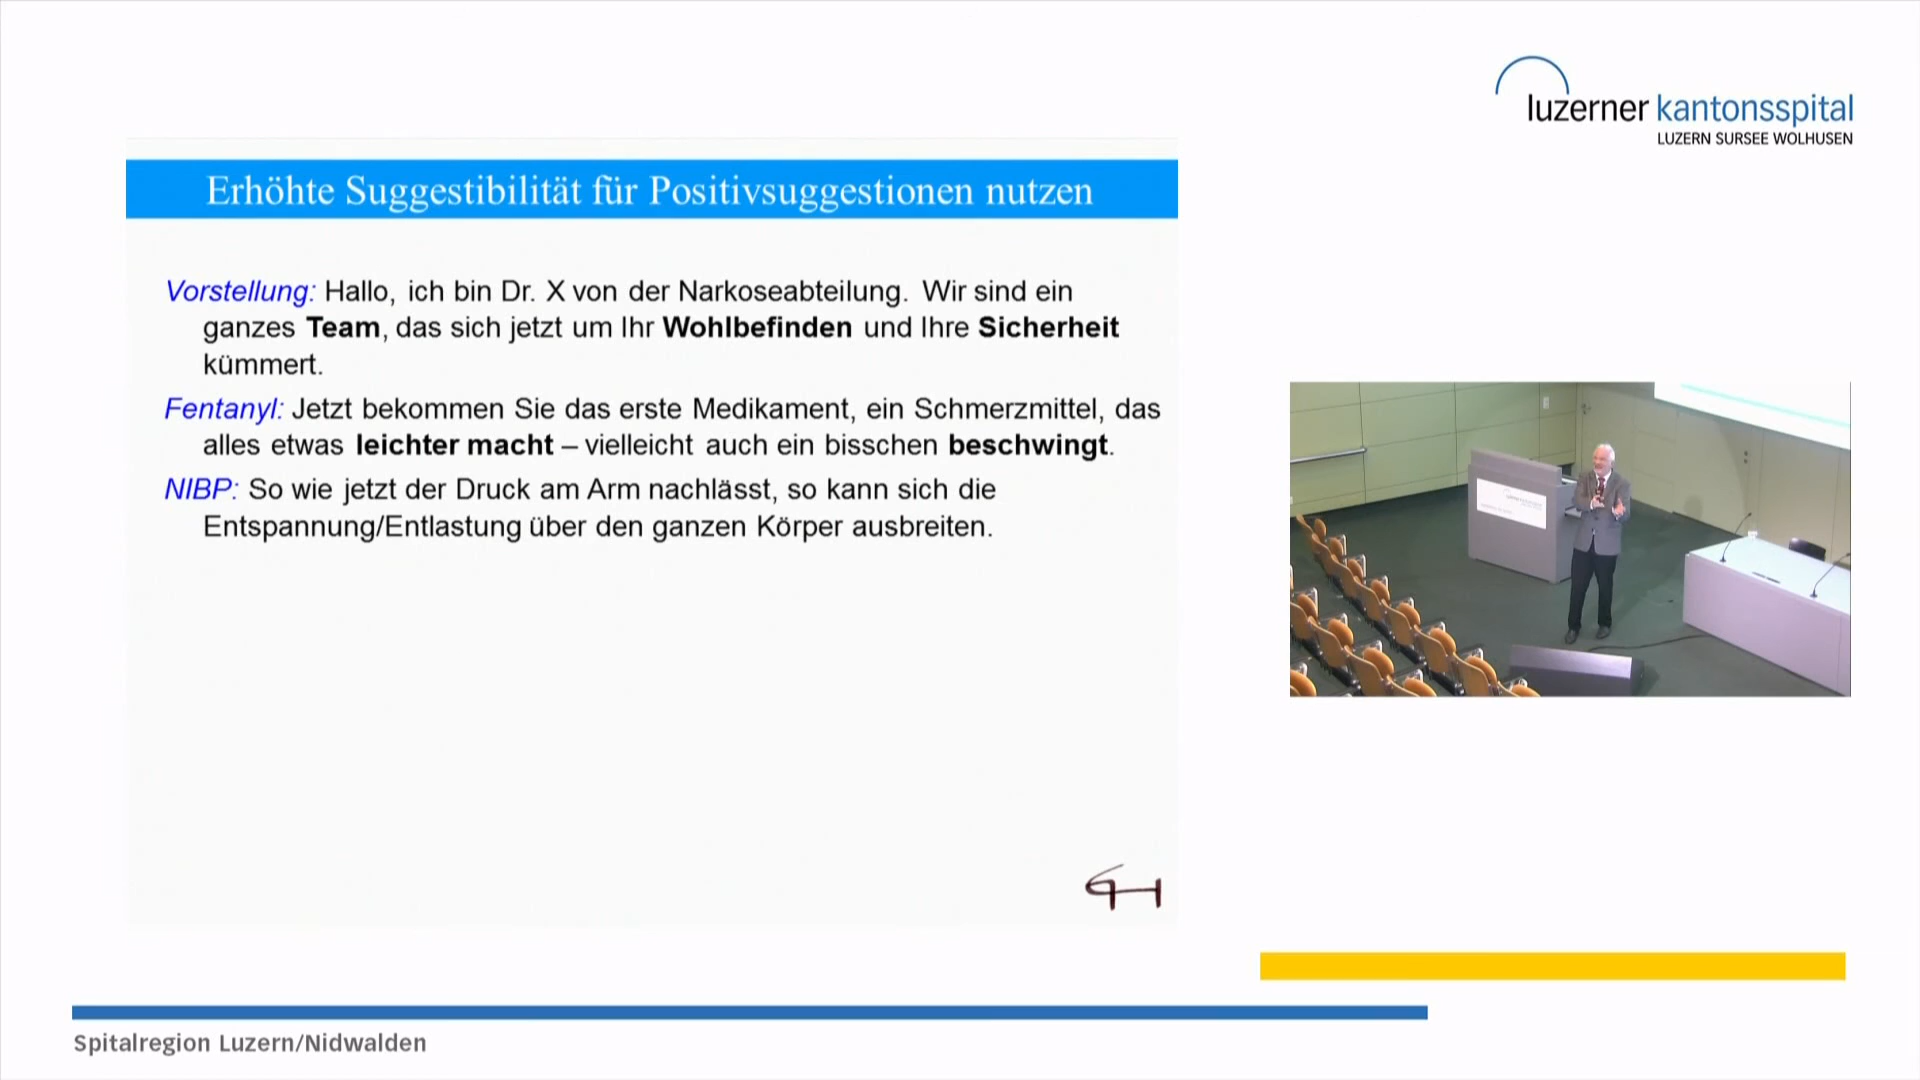 luzerner kantonsspital
LUZERN SURSEE WOLHUSEN
Erhöhte Suggestibilität für Positivsuggestionen nutzen
Vorstellung: Hallo, ich bin Dr. X von der Narkoseabteilung. Wir sind ein
ganzes Team, das sich jetzt um Ihr Wohlbefinden und Ihre Sicherheit
kümmert.
Fentanyl: Jetzt bekommen Sie das erste Medikament, ein Schmerzmittel, das
alles etwas leichter macht – vielleicht auch ein bisschen beschwingt.
NIBP: So wie jetzt der Druck am Arm nachlässt, so kann sich die
Entspannung/Entlastung über den ganzen Körper ausbreiten.
Spitalregion Luzern/Nidwalden